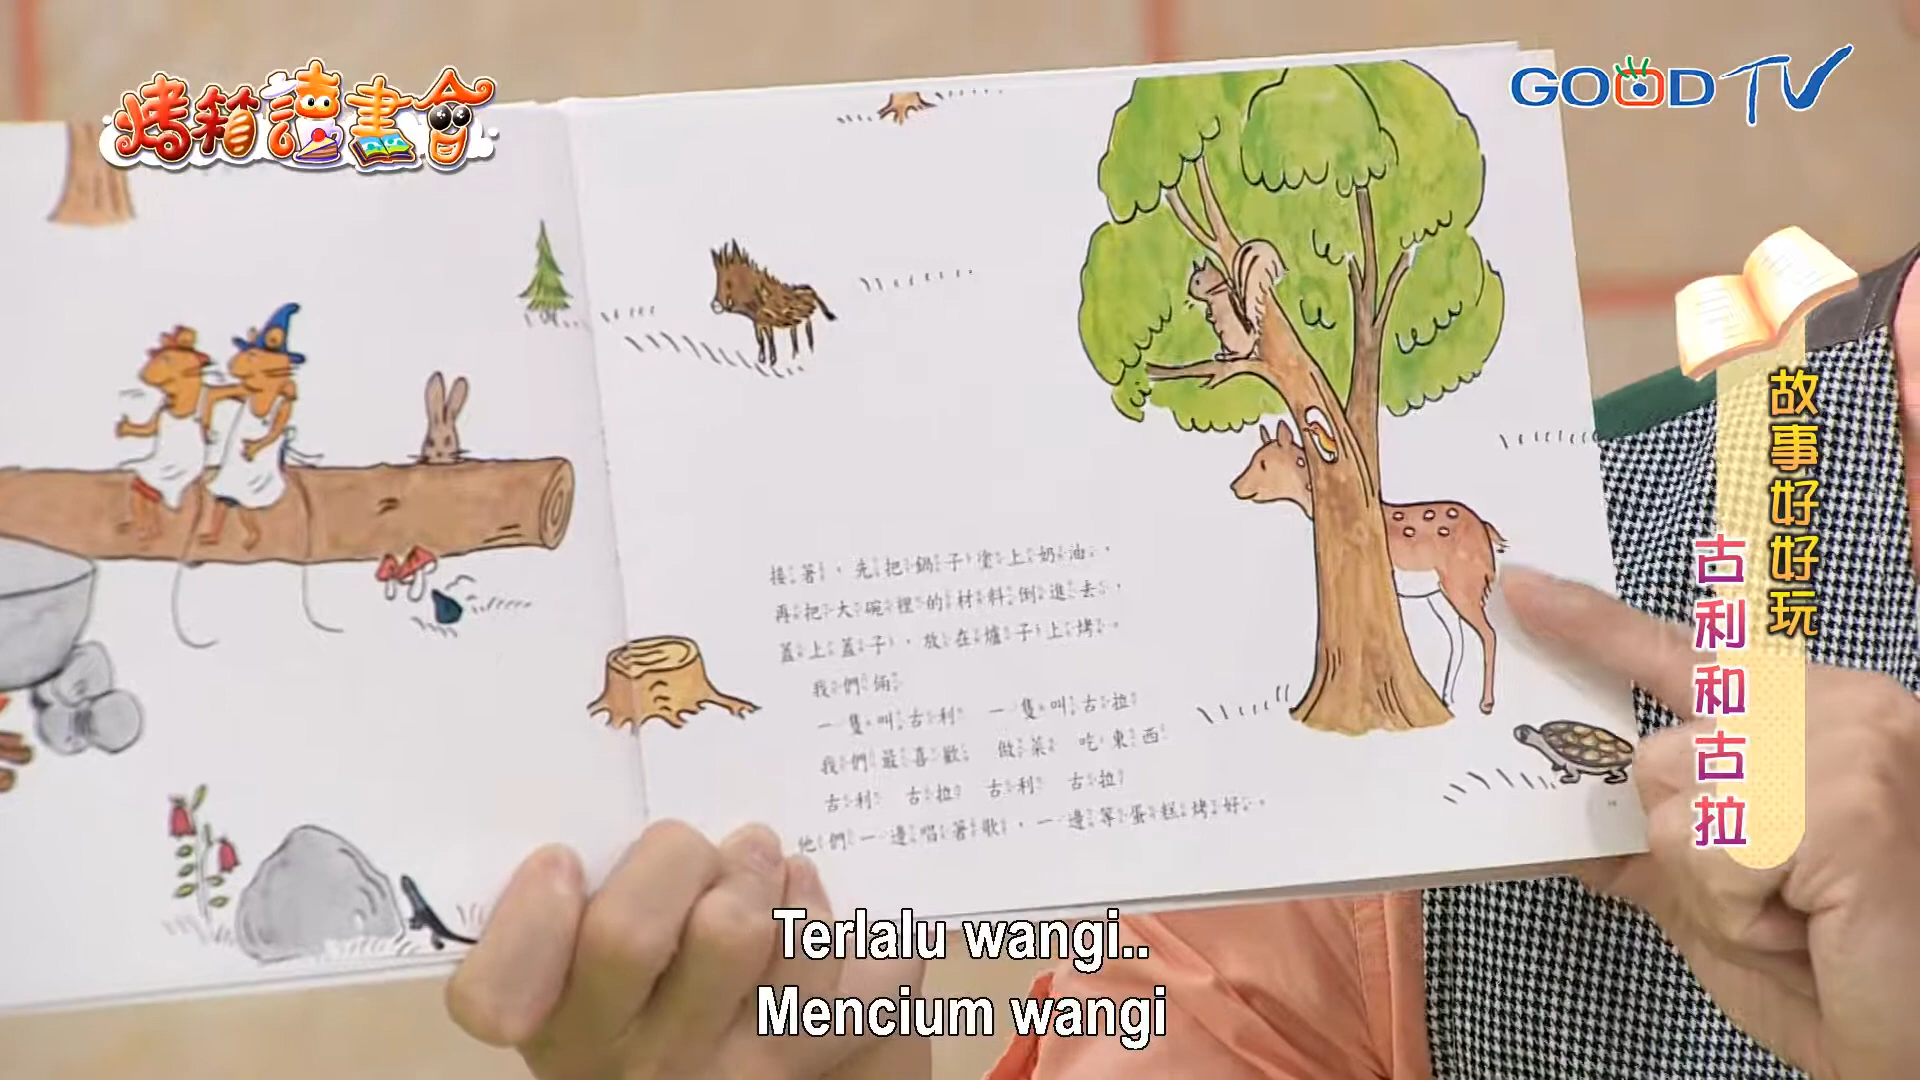 烤箱讀書會
GOOD TV
接著，先把鍋子塗上奶油，
再把大碗裡的材料倒進去，
蓋上蓋子，放在爐子上烤。
我們倆
一隻叫古利 一隻叫古拉
我們最喜歡 做菜 吃東西
古利 古拉 古利 古拉
他們一邊唱著歌，一邊等蛋糕烤好。
故事好好玩
古利和古拉
Terlalu wangi..
Mencium wangi